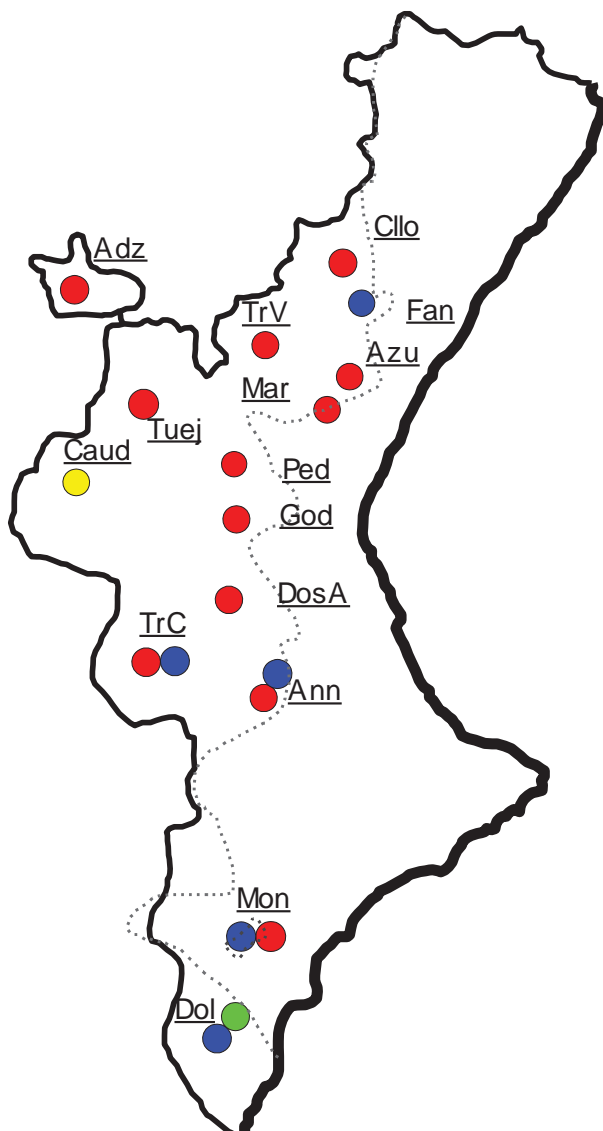 Cllo
Adz
Fan
TrV
Azu
Mar
Tuej
Caud
Ped
God
DosA
TrC
Ann
Mon
Dol